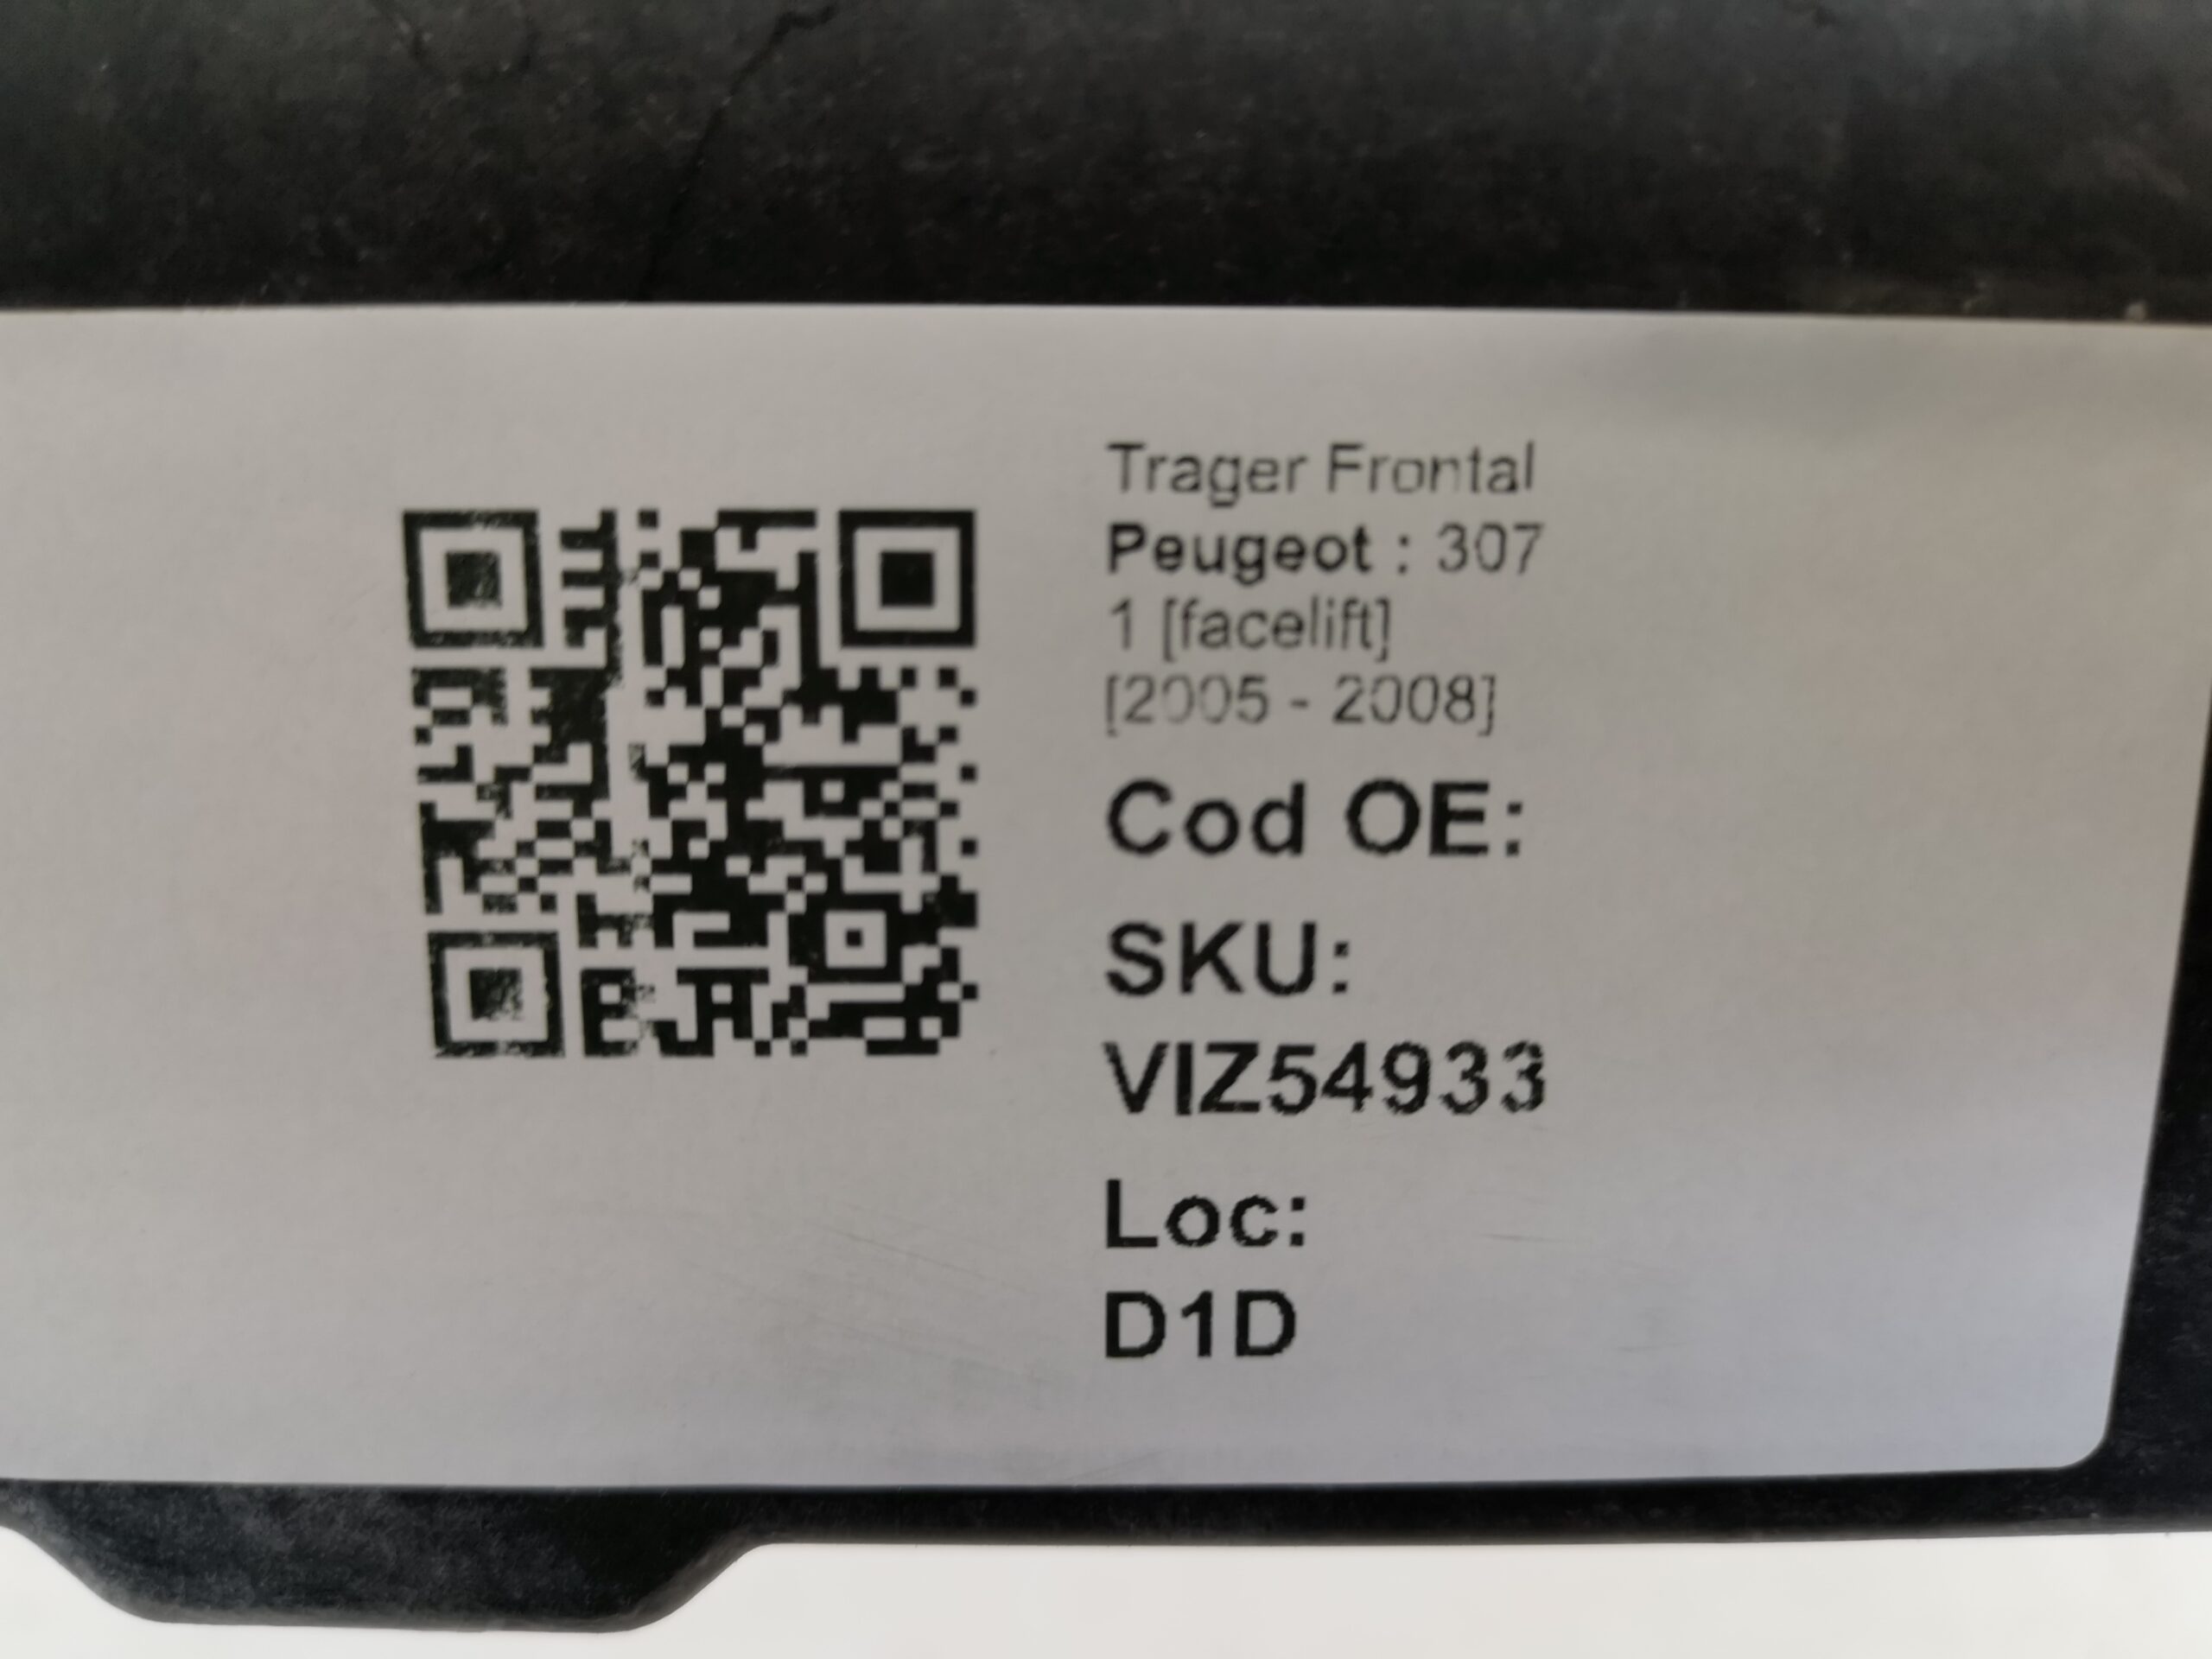 Trager Frontal
Peugeot : 307
1 [facelift]
[2005 - 2008]
Cod OE:
SKU:
VIZ54933
Loc:
D1D